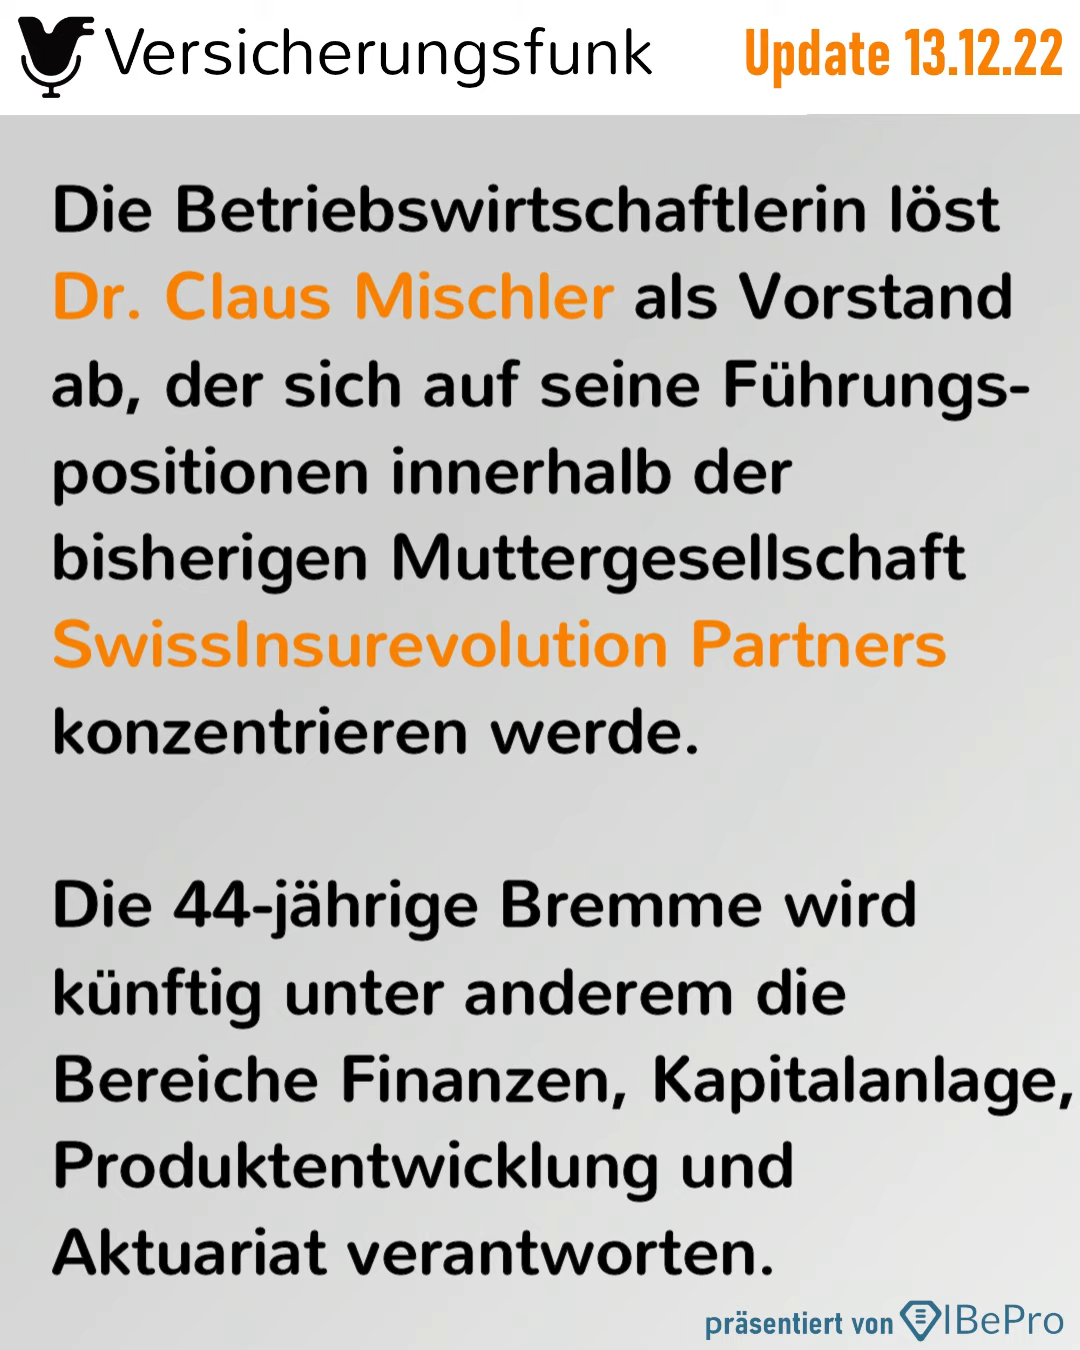 Versicherungsfunk
Update 13.12.22
Die Betriebswirtschaftlerin löst
Dr. Claus Mischler als Vorstand
ab, der sich auf seine Führungs-
positionen innerhalb der
bisherigen Muttergesellschaft
SwissInsurevolution Partners
konzentrieren werde.
Die 44-jährige Bremme wird
künftig unter anderem die
Bereiche Finanzen, Kapitalanlage,
Produktentwicklung und
Aktuariat verantworten.
präsentiert von IBePro